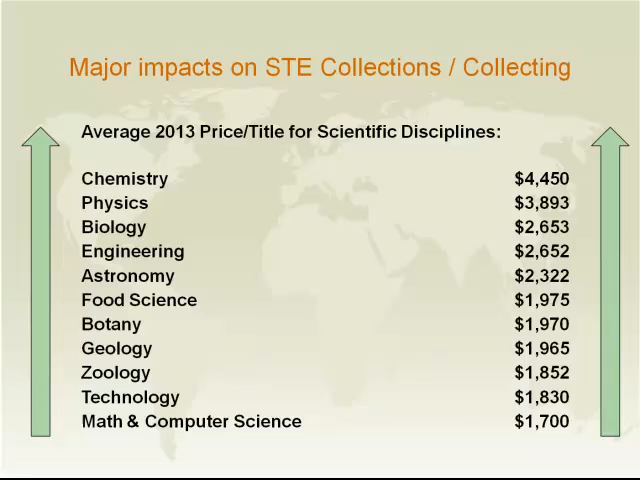 Major impacts on STE Collections / Collecting
Average 2013 Price/Title for Scientific Disciplines:
Chemistry $4,450
Physics $3,893
Biology $2,653
Engineering $2,652
Astronomy $2,322
Food Science $1,975
Botany $1,970
Geology $1,965
Zoology $1,852
Technology $1,830
Math & Computer Science $1,700